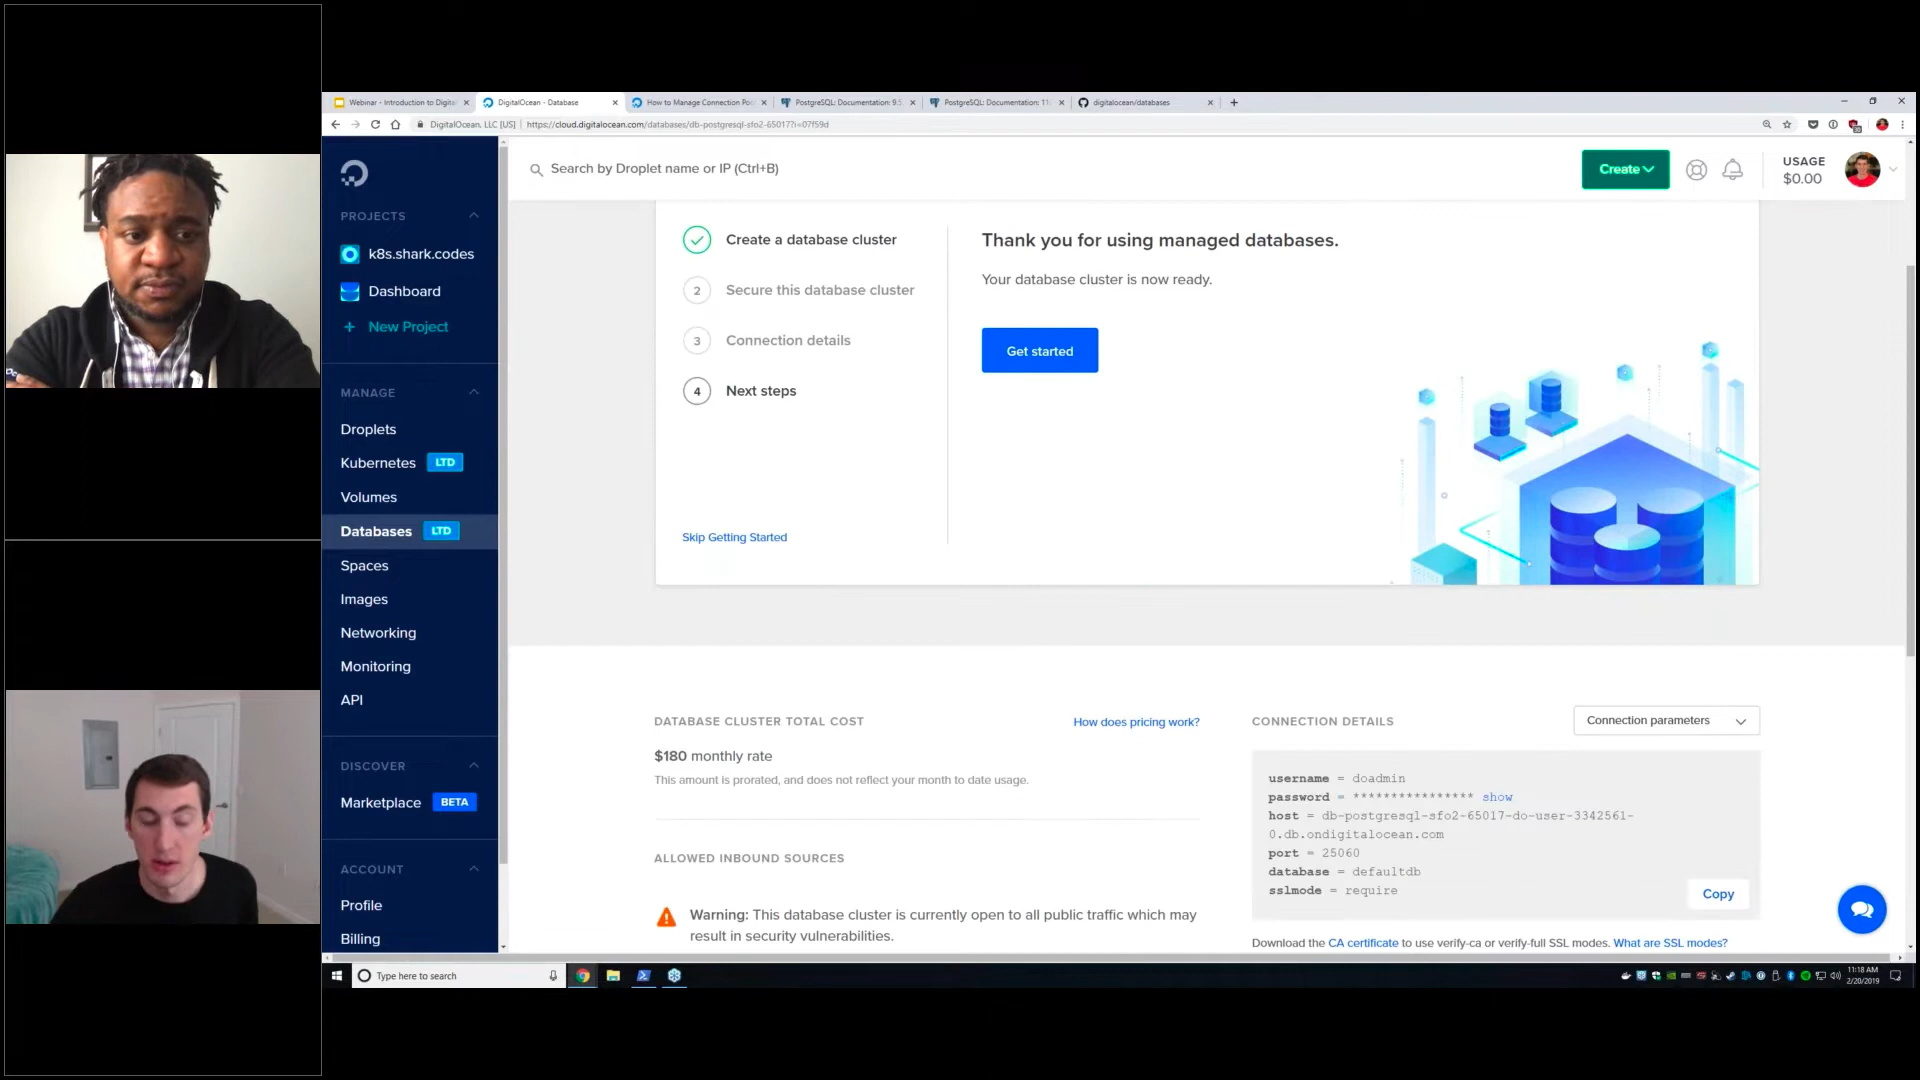 Webinar - Introduction to Digital
DigitalOcean - Database
How to Manage Connection Poo
PostgreSQL: Documentation: 9.5
PostgreSQL: Documentation: 11:
digitalocean/databases
DigitalOcean, LLC [US] | https://cloud.digitalocean.com/databases/db-postgresql-sfo2-65017?i=07f59d
Search by Droplet name or IP (Ctrl+B)
Create
USAGE
$0.00
PROJECTS
k8s.shark.codes
Dashboard
+ New Project
MANAGE
Droplets
Kubernetes LTD
Volumes
Databases LTD
Spaces
Images
Networking
Monitoring
API
DISCOVER
Marketplace BETA
ACCOUNT
Profile
Billing
Create a database cluster
2 Secure this database cluster
3 Connection details
4 Next steps
Skip Getting Started
Thank you for using managed databases.
Your database cluster is now ready.
Get started
DATABASE CLUSTER TOTAL COST
How does pricing work?
$180 monthly rate
This amount is prorated, and does not reflect your month to date usage.
ALLOWED INBOUND SOURCES
Warning: This database cluster is currently open to all public traffic which may
result in security vulnerabilities.
CONNECTION DETAILS
Connection parameters
username = doadmin
password = **************** show
host = db-postgresql-sfo2-65017-do-user-3342561-
0.db.ondigitalocean.com
port = 25060
database = defaultdb
sslmode = require
Copy
Download the CA certificate to use verify-ca or verify-full SSL modes. What are SSL modes?
Type here to search
11:18 AM
2/20/2019